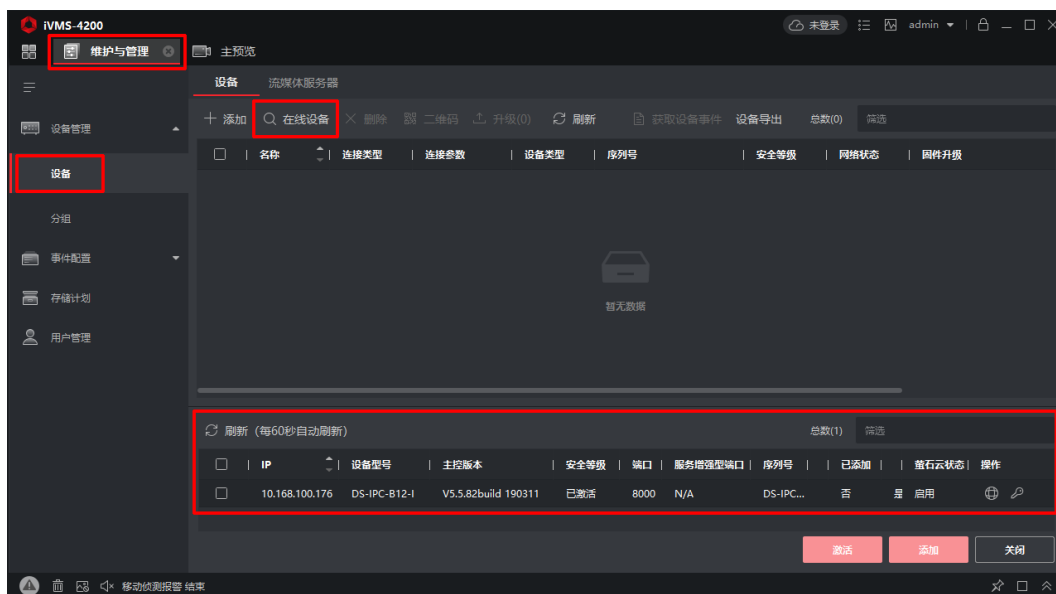 iVMS-4200
未登录 admin
维护与管理 主预览
设备 流媒体服务器
添加 在线设备 删除 二维码 升级(0) 刷新 获取设备事件 设备导出 总数(0) 筛选
设备管理
名称 连接类型 连接参数 设备类型 序列号 安全等级 网络状态 固件升级
设备
分组
事件配置
存储计划
暂无数据
用户管理
刷新（每60秒自动刷新） 总数(1) 筛选
IP 设备型号 主控版本 安全等级 端口 服务增强型端口 序列号 已添加 萤石云状态 操作
10.168.100.176 DS-IPC-B12-I V5.5.82build 190311 已激活 8000 N/A DS-IPC... 否 是 启用
激活 添加 关闭
移动侦测报警 结束